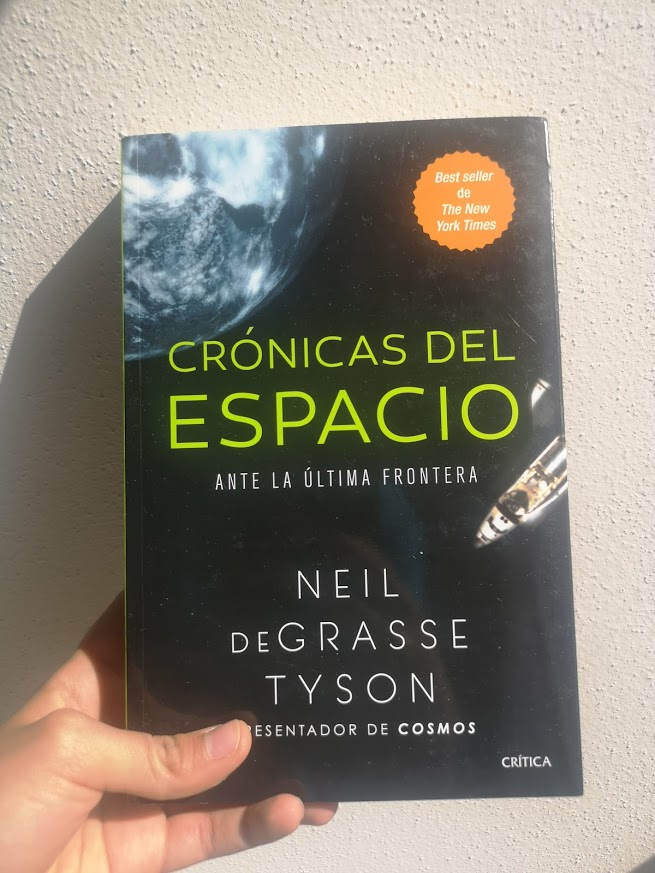 Best seller
de
The New
York Times
CRÓNICAS DEL
ESPACIO
ANTE LA ÚLTIMA FRONTERA
NEIL
DEGRASSE
TYSON
RESENTADOR DE COSMOS
CRÍTICA